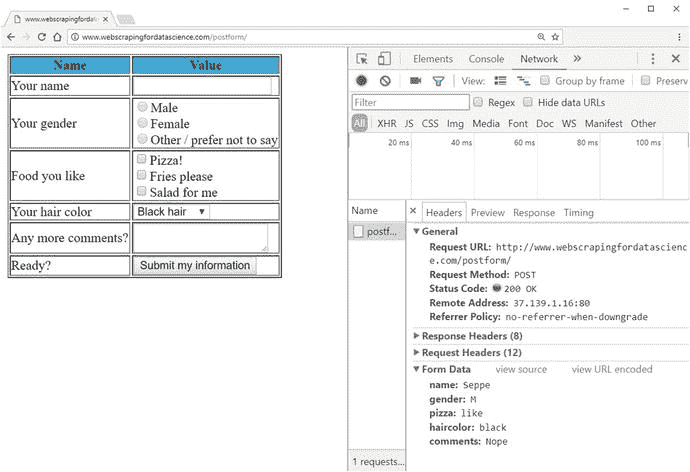 www.webscrapingfordata
www.webscrapingfordatascience.com/postform/
Name Value
Your name
Your gender
Male
Female
Other / prefer not to say
Food you like
Pizza!
Fries please
Salad for me
Your hair color Black hair
Any more comments?
Ready? Submit my information
Elements Console Network »
View: Group by frame Preserv
Filter Regex Hide data URLs
All XHR JS CSS Img Media Font Doc WS Manifest Other
20 ms 40 ms 60 ms 80 ms 100 ms
Name
postf...
1 requests...
× Headers Preview Response Timing
General
Request URL: http://www.webscrapingfordatascienc
e.com/postform/
Request Method: POST
Status Code: 200 OK
Remote Address: 37.139.1.16:80
Referrer Policy: no-referrer-when-downgrade
Response Headers (8)
Request Headers (12)
Form Data view source view URL encoded
name: Seppe
gender: M
pizza: like
haircolor: black
comments: Nope